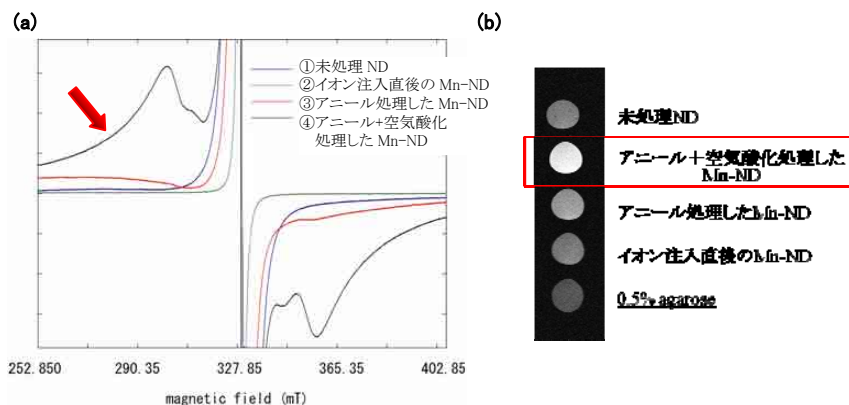 (a)
(b)
①未処理 ND
②イオン注入直後の Mn-ND
③アニール処理した Mn-ND
④アニール+空気酸化
処理した Mn-ND
252.850
290.35
327.85
365.35
402.85
magnetic field (mT)
未処理ND
アニール＋空気酸化処理した
Mn-ND
アニール処理したMn-ND
イオン注入直後のMn-ND
0.5% agarose